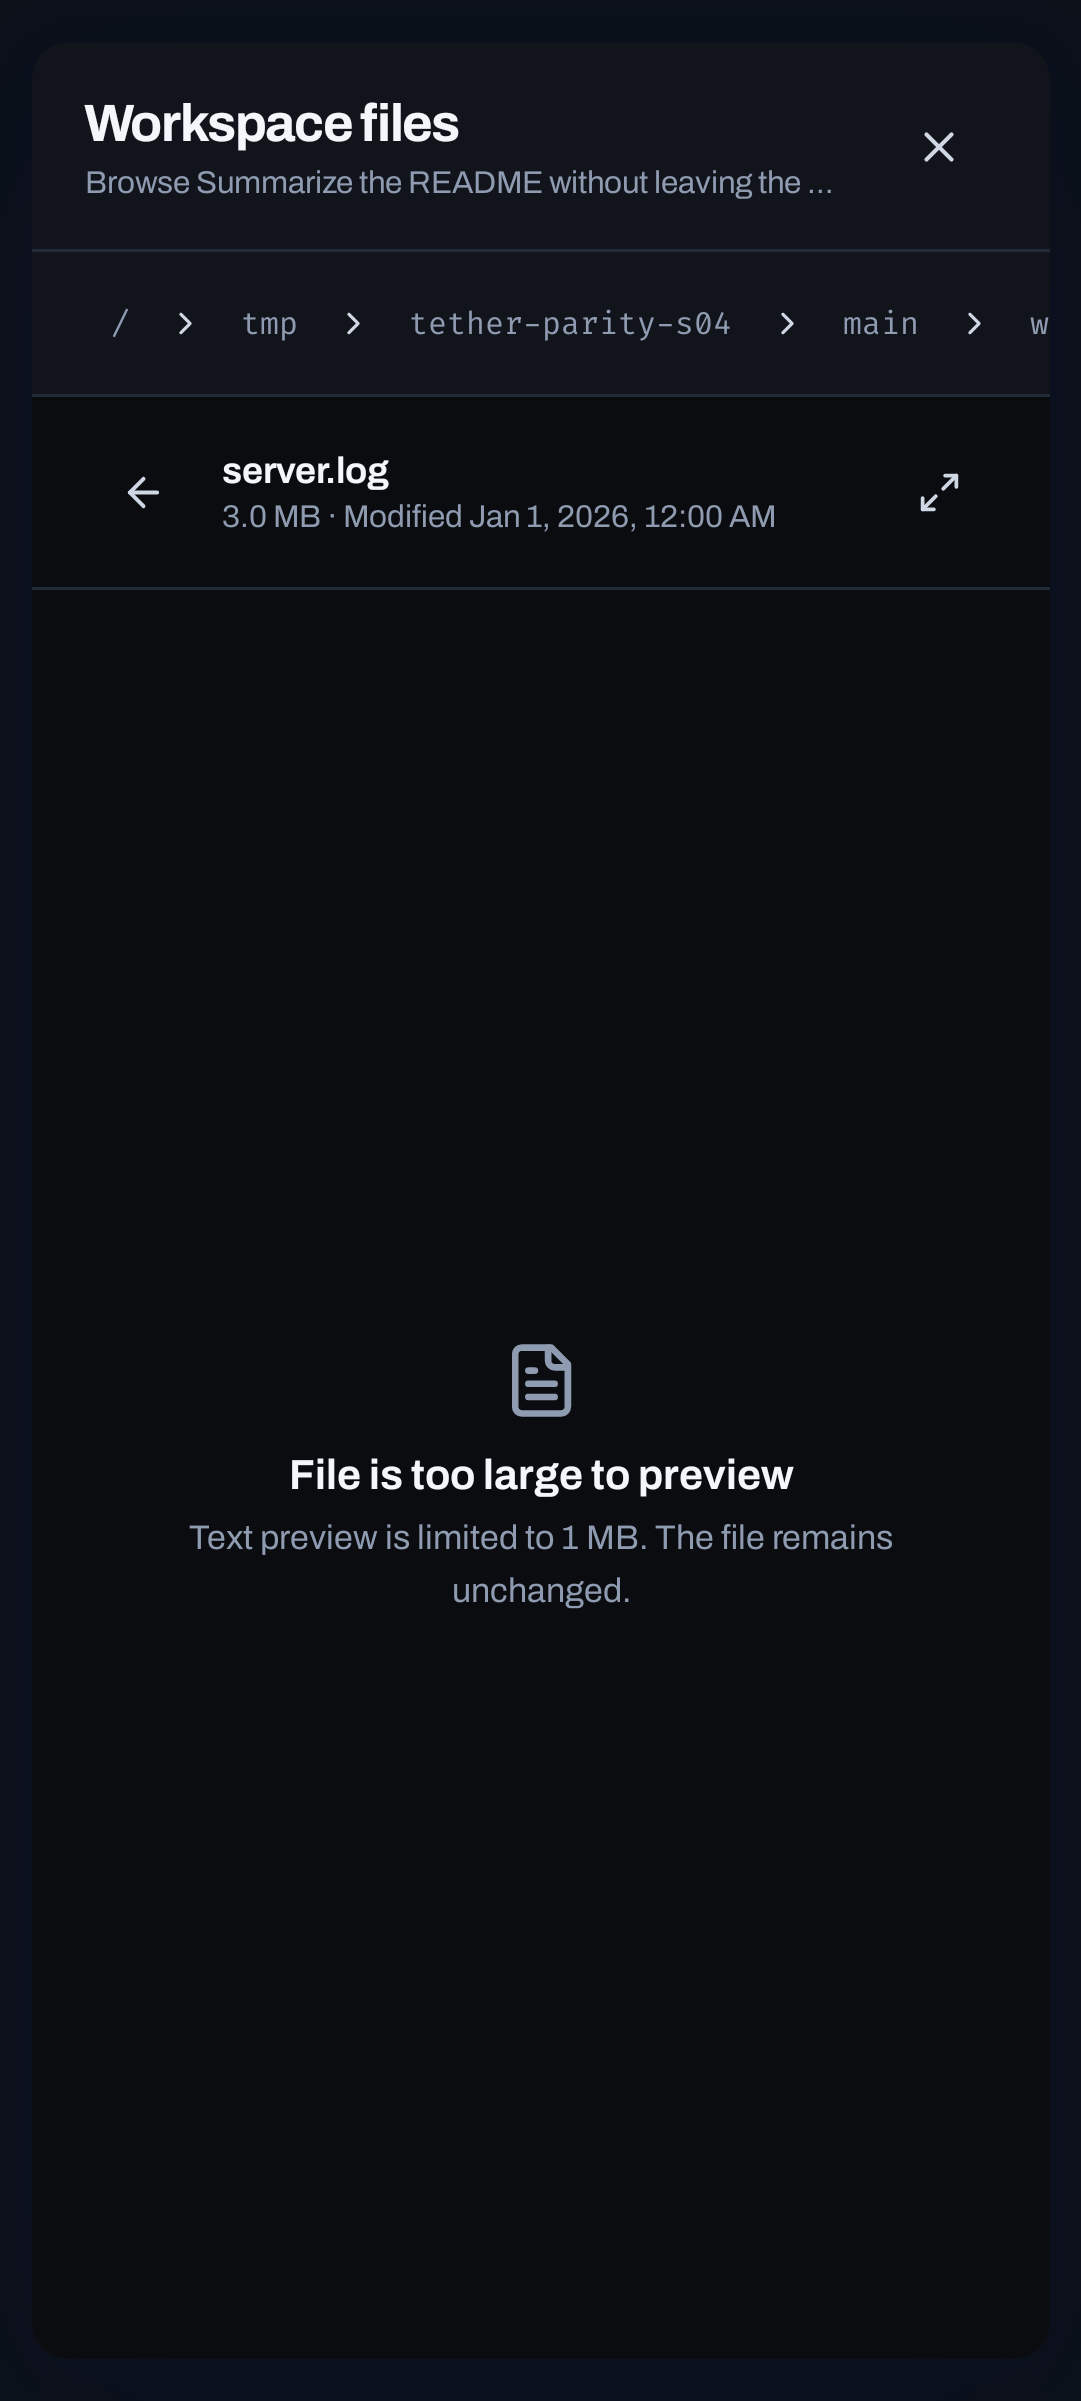 Workspace files
Browse Summarize the README without leaving the ...
/ > tmp > tether-parity-s04 > main > w
server.log
3.0 MB · Modified Jan 1, 2026, 12:00 AM
File is too large to preview
Text preview is limited to 1 MB. The file remains
unchanged.